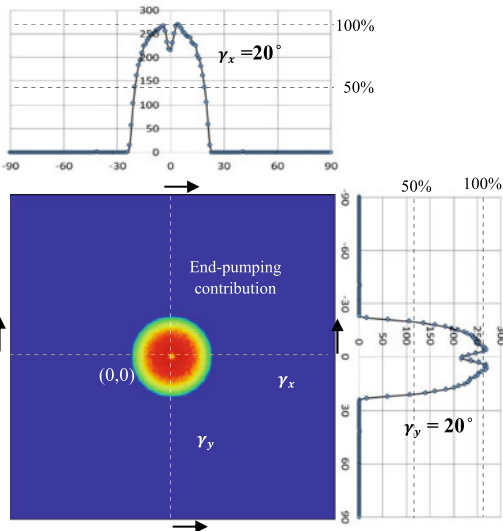 300
250
200
150
100
50
0
100%
50%
γx = 20°
-90 -60 -30 0 30 60 90
50% 100%
0 50 100 150 200 250 300
-90
-60
-30
0
30
60
90
γy = 20°
End-pumping
contribution
(0,0)
γx
γy